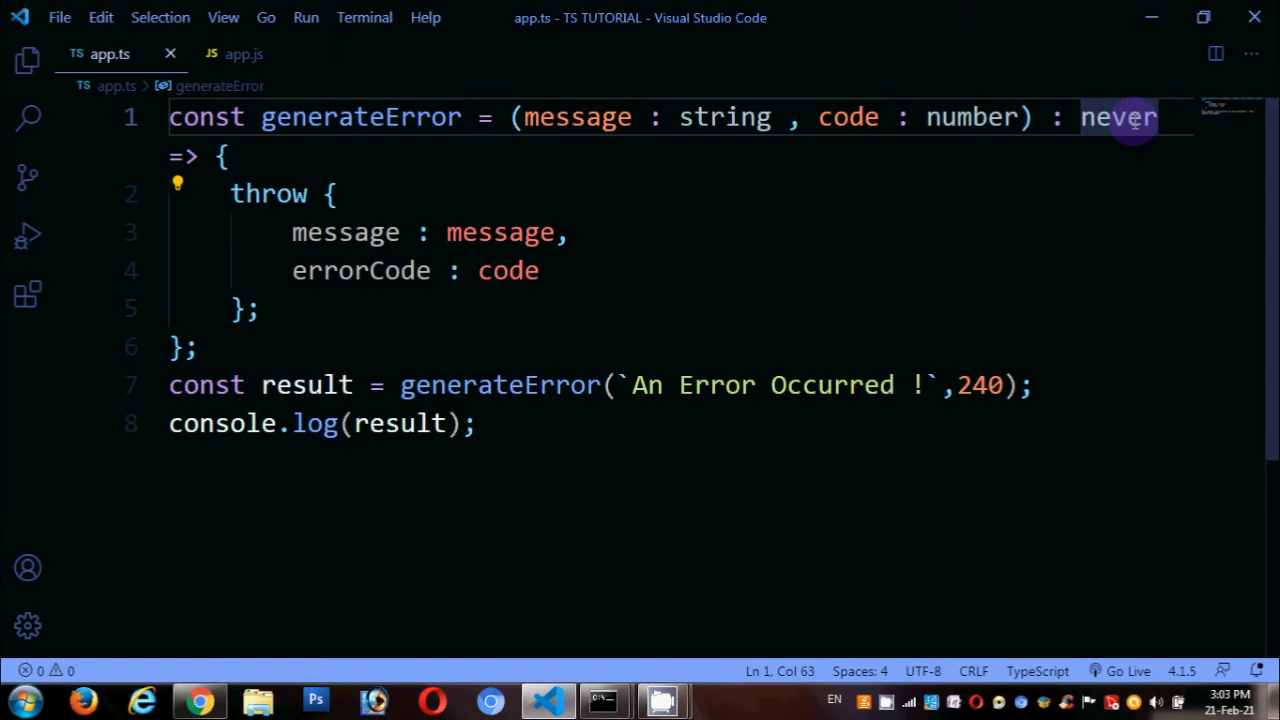 File Edit Selection View Go Run Terminal Help app.ts - TS TUTORIAL - Visual Studio Code
TS app.ts JS app.js
TS app.ts > generateError
1 const generateError = (message : string , code : number) : never
=> {
2 throw {
3 message : message,
4 errorCode : code
5 };
6 };
7 const result = generateError(`An Error Occurred !`,240);
8 console.log(result);
0 0 Ln 1, Col 63 Spaces: 4 UTF-8 CRLF TypeScript Go Live 4.1.5
Ps C:\. EN 3:03 PM
21-Feb-21